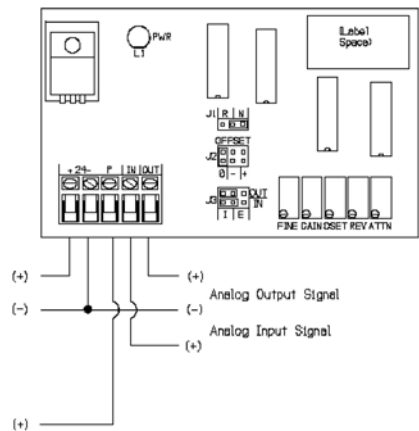 PWR
L1
(Label
Space)
J1 R N
OFFSET
J2
0 - +
J3 OUT
IN
I E
+ 24 - P IN OUT
FINE GAIN OSET REV ATTN
(+) (+)
Analog Output Signal
(-) (-)
Analog Input Signal
(+)
(+)